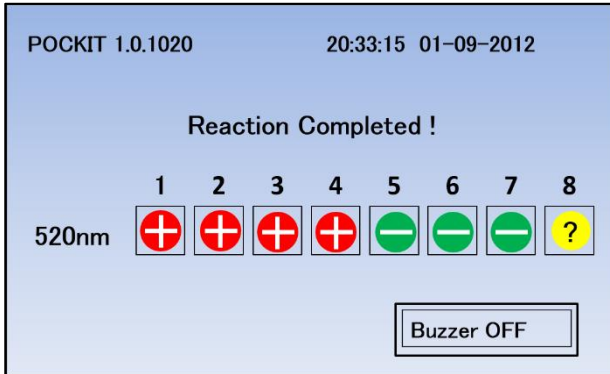 POCKIT 1.0.1020 20:33:15 01-09-2012
Reaction Completed !
1 2 3 4 5 6 7 8
520nm + + + + − − − ?
Buzzer OFF